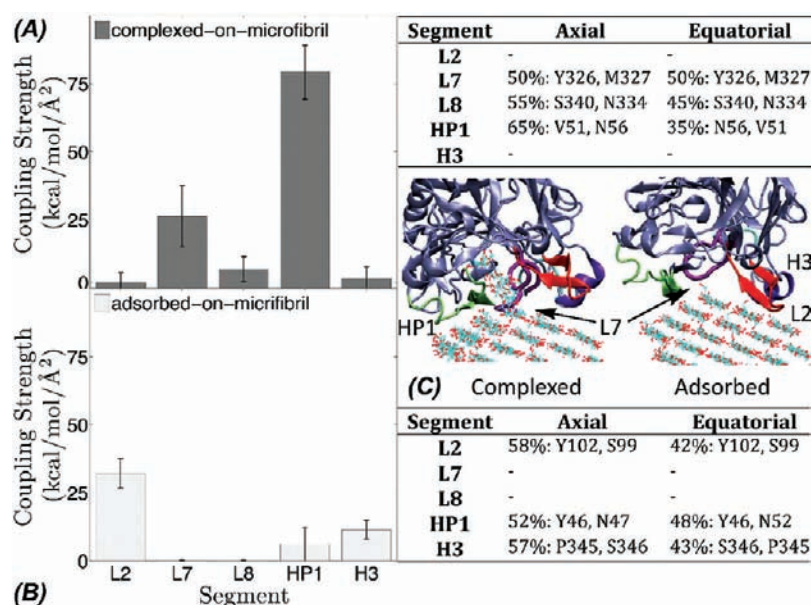 (A)
complexed-on-microfibril
Coupling Strength
(kcal/mol/Å²)
75
50
25
0
adsorbed-on-micrifibril
Coupling Strength
(kcal/mol/Å²)
75
50
25
0
L2 L7 L8 HP1 H3
(B) Segment
Segment Axial Equatorial
L2 - -
L7 50%: Y326, M327 50%: Y326, M327
L8 55%: S340, N334 45%: S340, N334
HP1 65%: V51, N56 35%: N56, V51
H3 - -
H3
HP1 L7 L2
(C) Complexed Adsorbed
Segment Axial Equatorial
L2 58%: Y102, S99 42%: Y102, S99
L7 - -
L8 - -
HP1 52%: Y46, N47 48%: Y46, N52
H3 57%: P345, S346 43%: S346, P345